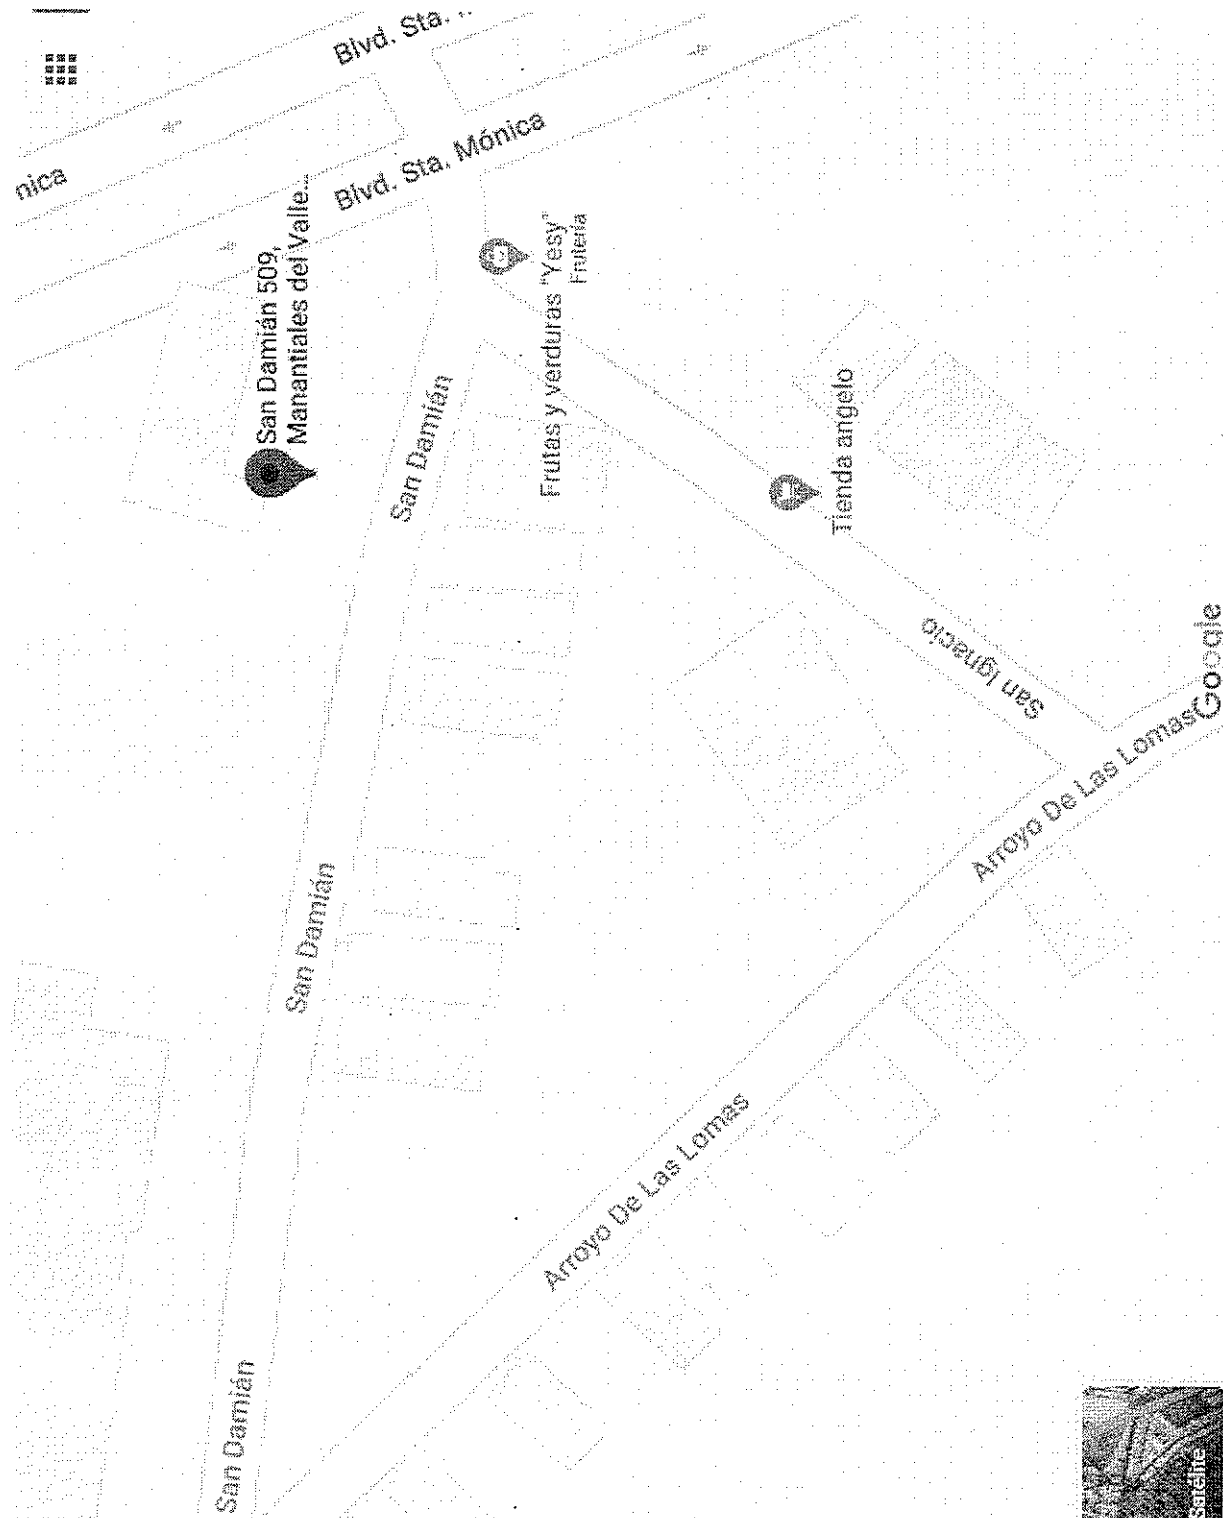 Blvd. Sta.
nica
Blvd. Sta. Mónica
San Damián 509,
Manantiales del Valle...
San Damián
Frutas y verduras "Yesy"
Frutería
Tienda angelo
San Ignacio
San Damián
Arroyo De Las Lomas
Google
Arroyo De Las Lomas
San Damián
Satélite